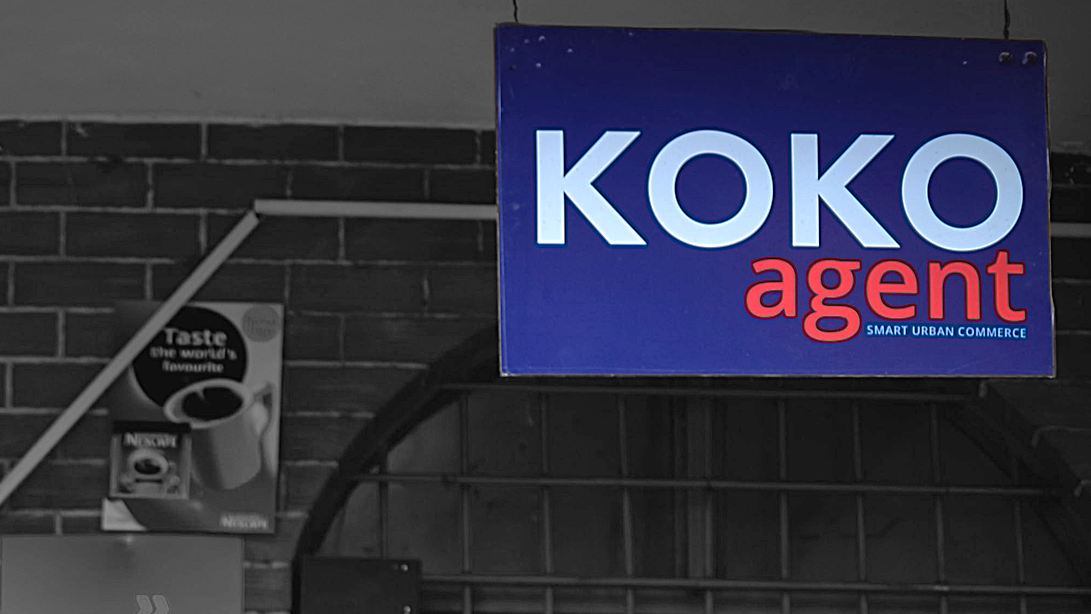 KOKO
agent
SMART URBAN COMMERCE
Taste
the world's
favourite
NESCAFÉ
NESCAFÉ